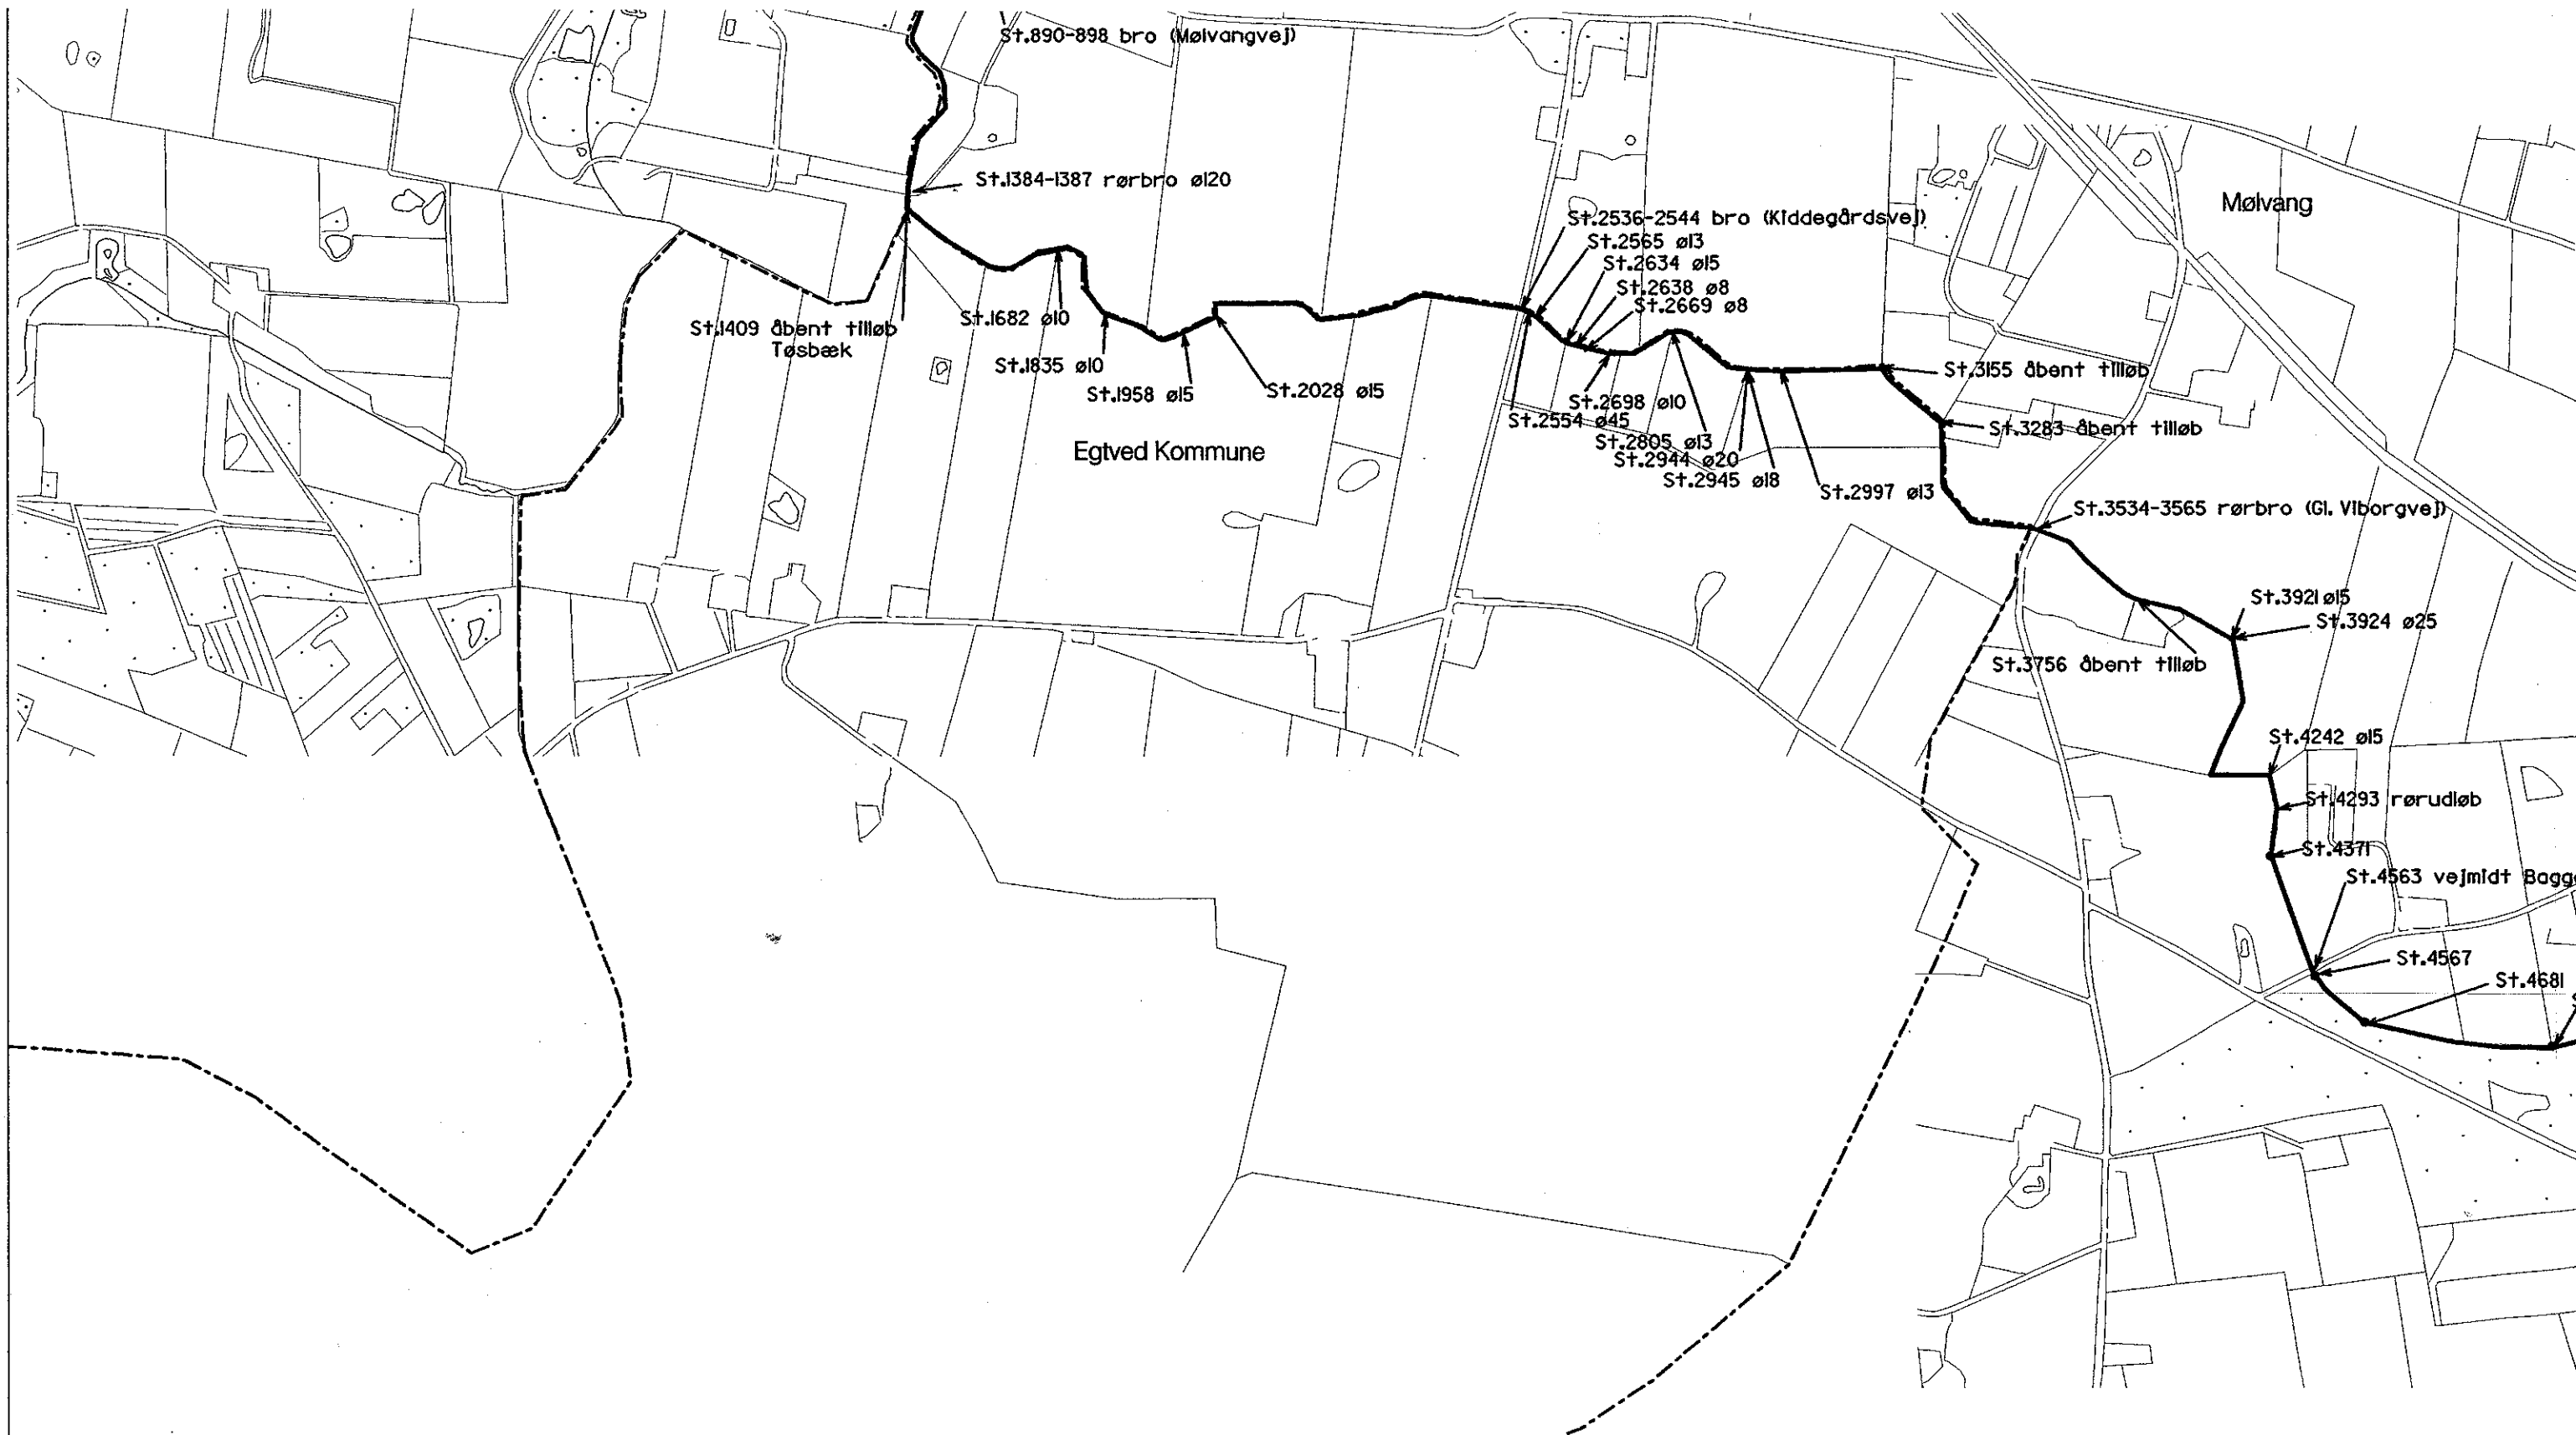 St.890-898 bro (Mølvangvej)
St.1384-1387 rørbro ø120
Mølvang
St.2536-2544 bro (Kiddegårdsvej)
St.2565 ø13
St.2634 ø15
St.2638 ø8
St.2669 ø8
St.1409 åbent tilløb
Tøsbæk
St.1682 ø10
St.1835 ø10
St.1958 ø15
St.2028 ø15
St.3155 åbent tilløb
St.2698 ø10
St.2554 ø45
St.3283 åbent tilløb
St.2805 ø13
St.2944 ø20
St.2945 ø18
St.2997 ø13
Egtved Kommune
St.3534-3565 rørbro (Gl. Viborgvej)
St.3921 ø15
St.3924 ø25
St.3756 åbent tilløb
St.4242 ø15
St.4293 rørudløb
St.4371
St.4563 vejmidt Bagg
St.4567
St.4681